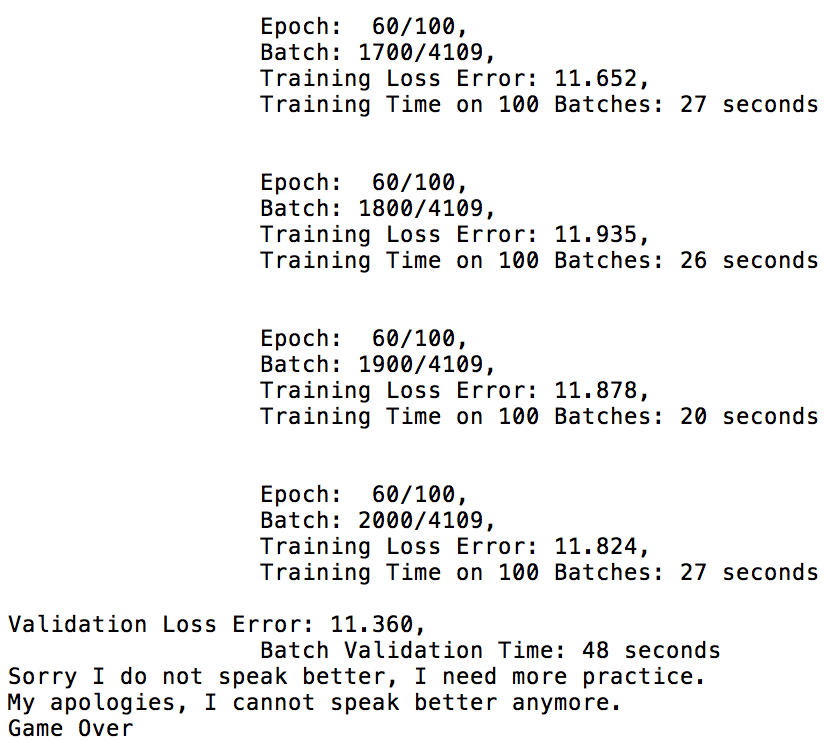 Epoch:  60/100,
Batch: 1700/4109,
Training Loss Error: 11.652,
Training Time on 100 Batches: 27 seconds
Epoch:  60/100,
Batch: 1800/4109,
Training Loss Error: 11.935,
Training Time on 100 Batches: 26 seconds
Epoch:  60/100,
Batch: 1900/4109,
Training Loss Error: 11.878,
Training Time on 100 Batches: 20 seconds
Epoch:  60/100,
Batch: 2000/4109,
Training Loss Error: 11.824,
Training Time on 100 Batches: 27 seconds
Validation Loss Error: 11.360,
Batch Validation Time: 48 seconds
Sorry I do not speak better, I need more practice.
My apologies, I cannot speak better anymore.
Game Over